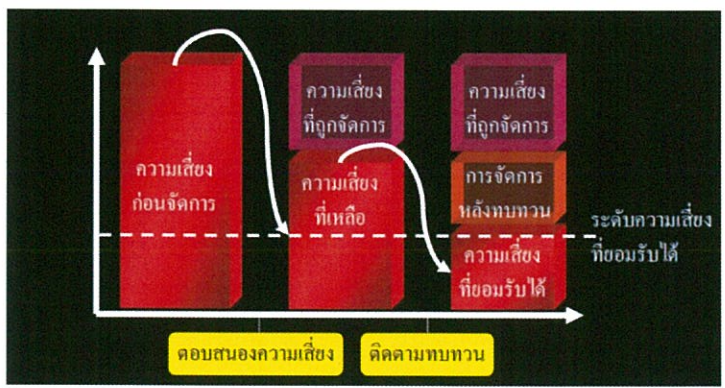 ความเสี่ยง
ก่อนจัดการ
ความเสี่ยง
ที่ถูกจัดการ
ความเสี่ยง
ที่เหลือ
ความเสี่ยง
ที่ถูกจัดการ
การจัดการ
หลังทบทวน
ความเสี่ยง
ที่ยอมรับได้
ระดับความเสี่ยง
ที่ยอมรับได้
ตอบสนองความเสี่ยง
ติดตามทบทวน